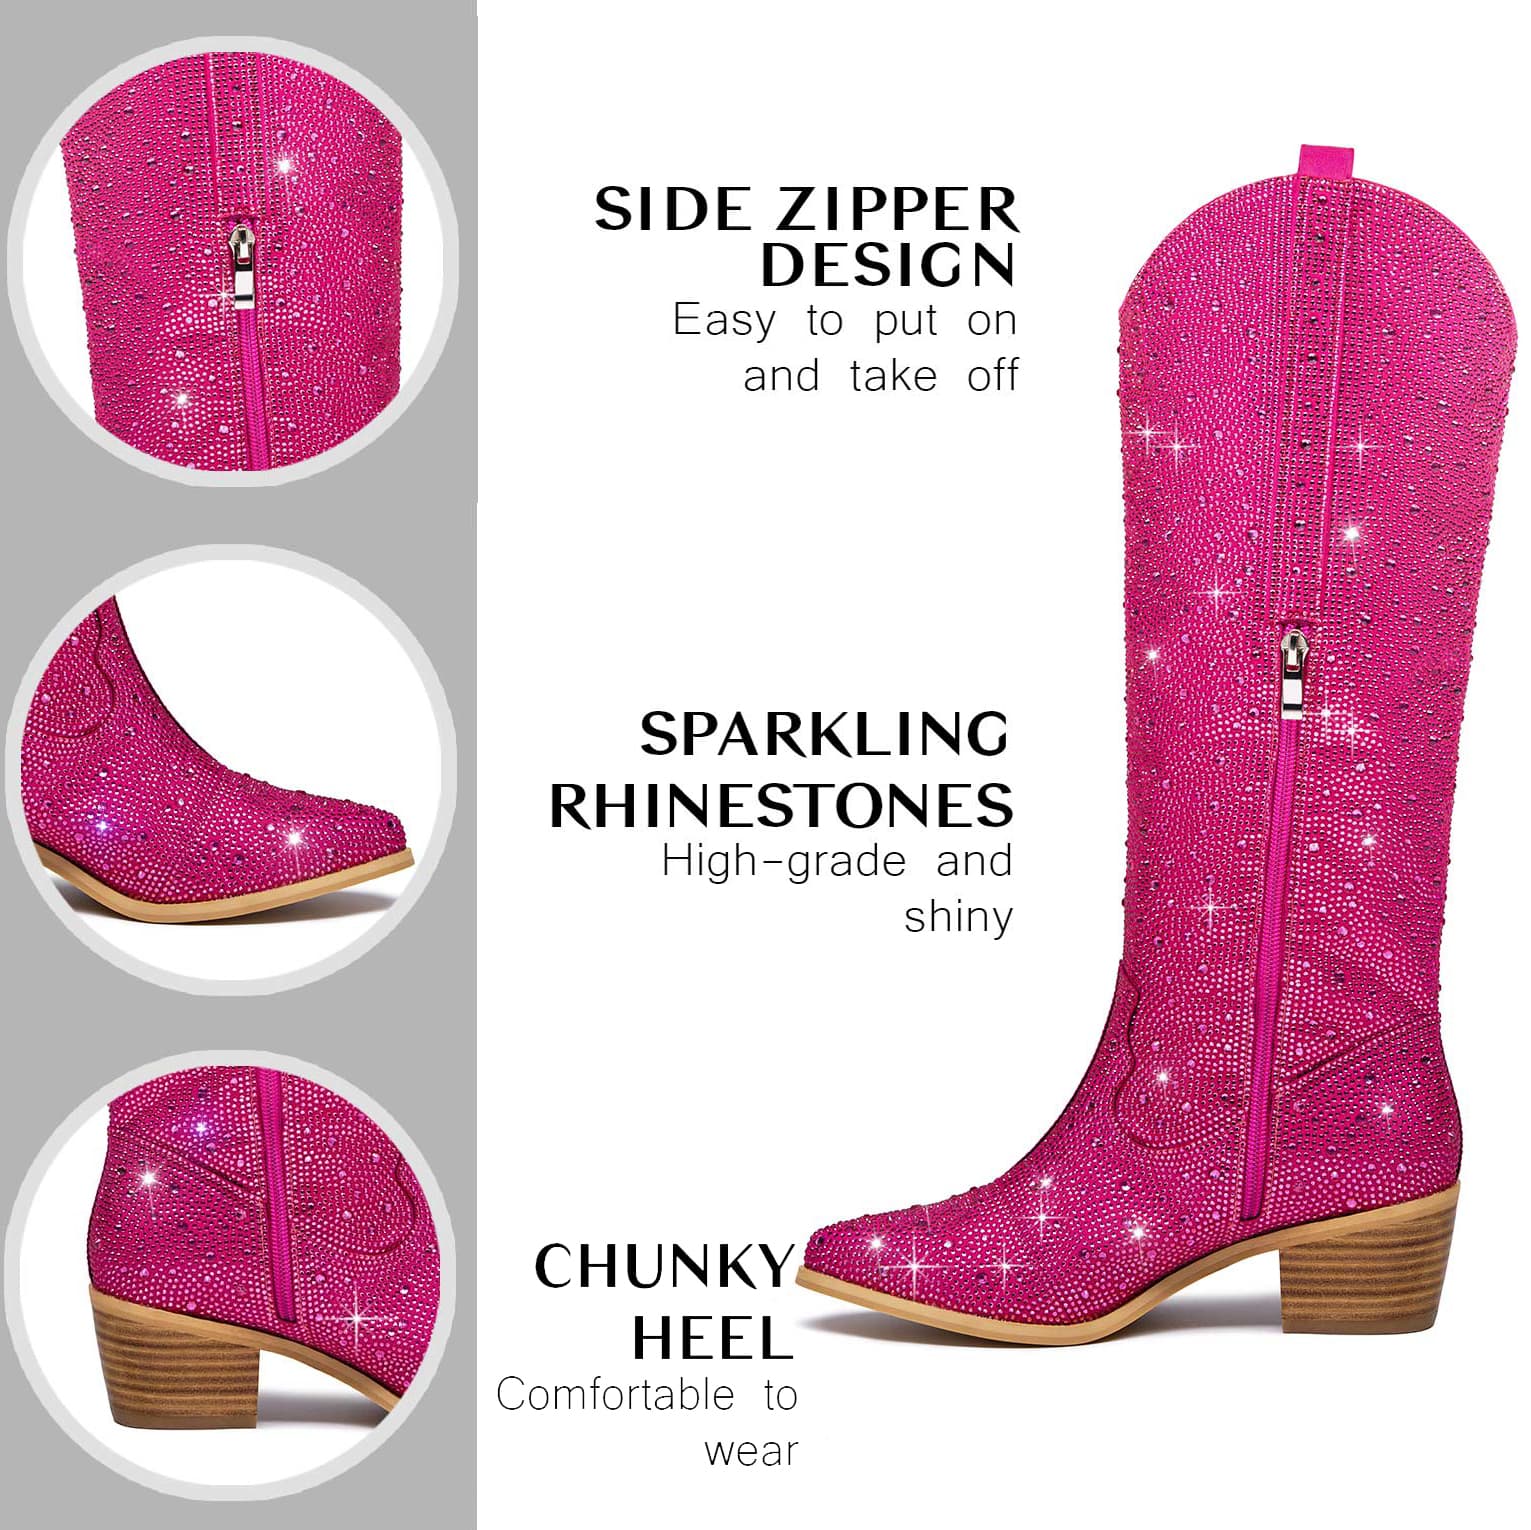 SIDE ZIPPER
DESIGN
Easy to put on
and take off
SPARKLING
RHINESTONES
High-grade and
shiny
CHUNKY
HEEL
Comfortable to
wear